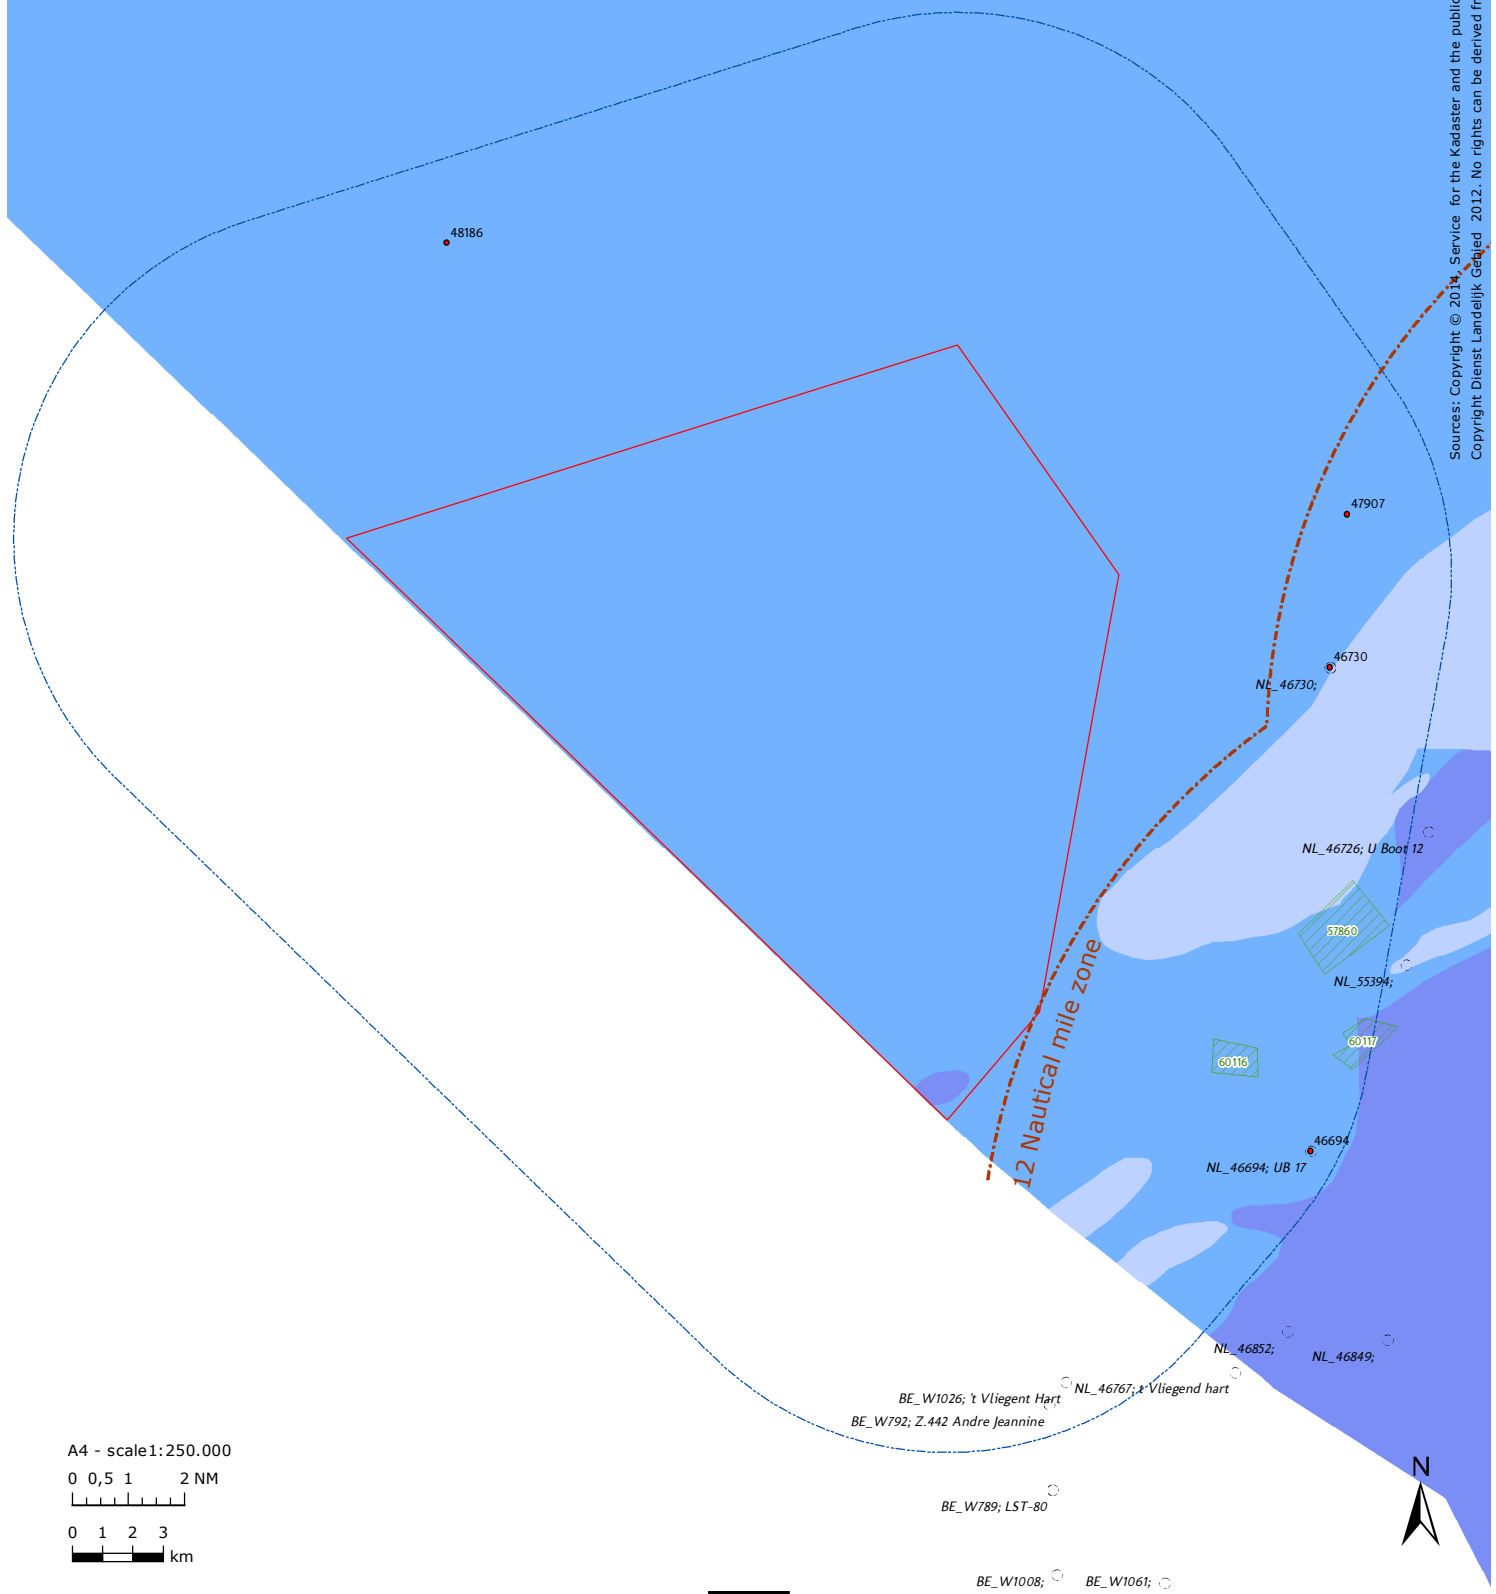 Sources: Copyright © 2014, Service for the Kadaster and the public
Copyright Dienst Landelijk Gebied 2012. No rights can be derived
48186
47907
46730
NL_46730;
NL_46726; U Boot 12
57860
12 Nautical mile zone
NL_55394;
60117
60116
46694
NL_46694; UB 17
NL_46852;
NL_46849;
NL_46767; t Vliegend hart
BE_W1026; 't Vliegent Hart
BE_W792; Z.442 Andre Jeannine
A4 - scale1:250.000
0 0,5 1 2 NM
0 1 2 3
km
N
BE_W789; LST-80
BE_W1008;
BE_W1061;